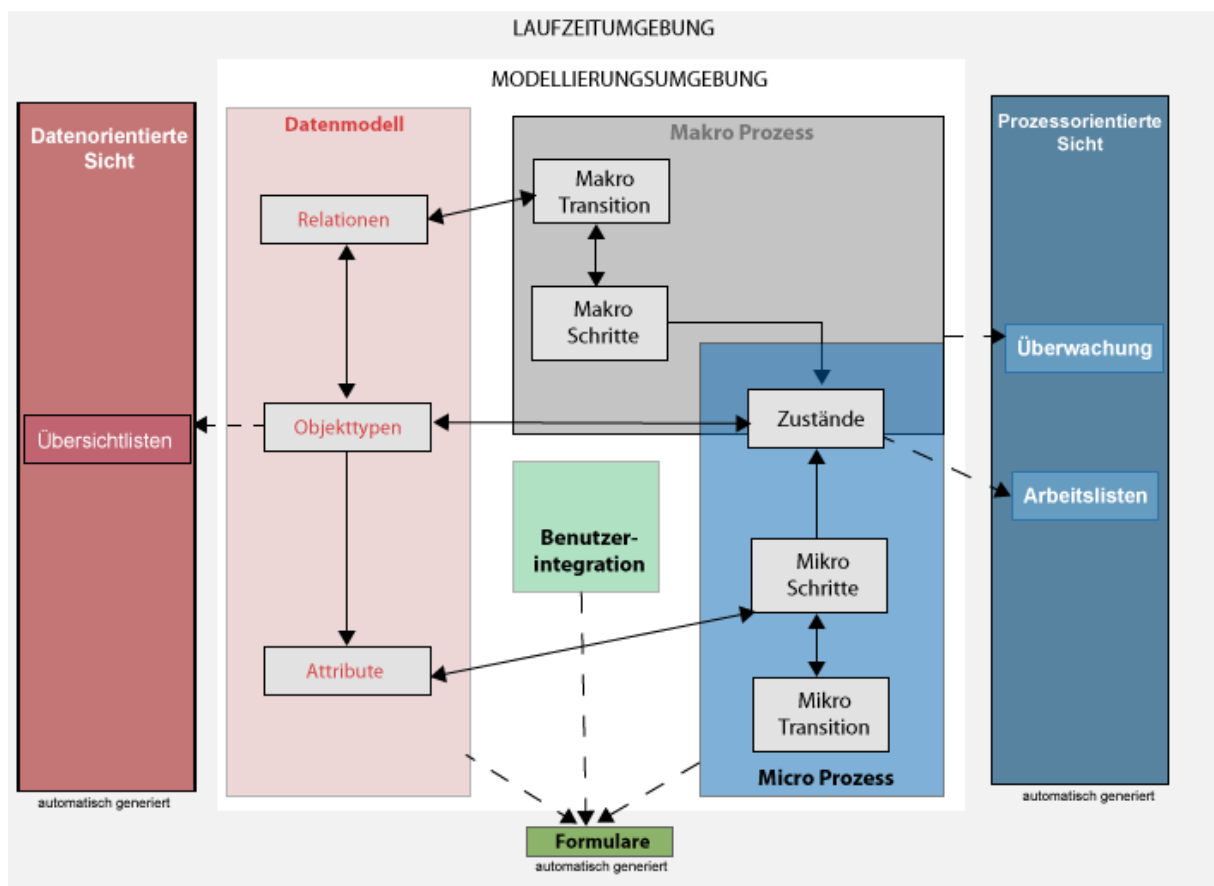 LAUFZEITUMGEBUNG
MODELLIERUNGSUMGEBUNG
Datenorientierte
Sicht
Übersichtlisten
automatisch generiert
Datenmodell
Relationen
Objekttypen
Attribute
Makro Prozess
Makro
Transition
Makro
Schritte
Zustände
Benutzer-
integration
Mikro
Schritte
Mikro
Transition
Micro Prozess
Prozessorientierte
Sicht
Überwachung
Arbeitslisten
automatisch generiert
Formulare
automatisch generiert